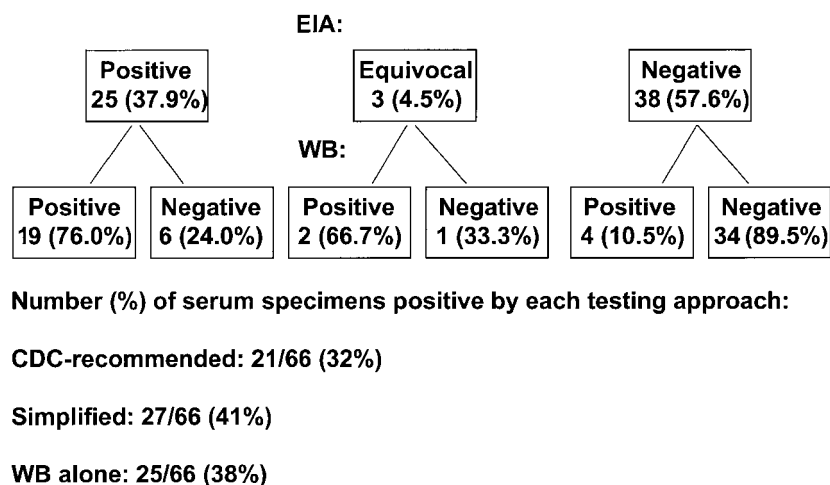 EIA:
Positive Equivocal Negative
25 (37.9%) 3 (4.5%) 38 (57.6%)
WB:
Positive Negative Positive Negative Positive Negative
19 (76.0%) 6 (24.0%) 2 (66.7%) 1 (33.3%) 4 (10.5%) 34 (89.5%)
Number (%) of serum specimens positive by each testing approach:
CDC-recommended: 21/66 (32%)
Simplified: 27/66 (41%)
WB alone: 25/66 (38%)